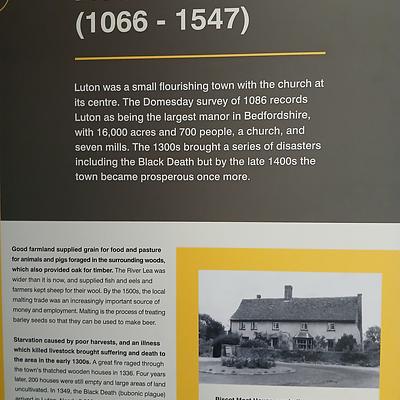 (1066 - 1547)
Luton was a small flourishing town with the church at
its centre. The Domesday survey of 1086 records
Luton as being the largest manor in Bedfordshire,
with 16,000 acres and 700 people, a church, and
seven mills. The 1300s brought a series of disasters
including the Black Death but by the late 1400s the
town became prosperous once more.
Good farmland supplied grain for food and pasture
for animals and pigs foraged in the surrounding woods,
which also provided oak for timber. The River Lea was
wider than it is now, and supplied fish and eels and
farmers kept sheep for their wool. By the 1500s, the local
malting trade was an increasingly important source of
money and employment. Malting is the process of treating
barley seeds so that they can be used to make beer.
Starvation caused by poor harvests, and an illness
which killed livestock brought suffering and death to
the area in the early 1300s. A great fire raged through
the town's thatched wooden houses in 1336. Four years
later, 200 houses were still empty and large areas of land
uncultivated. In 1349, the Black Death (bubonic plague)
arrived in Luton.